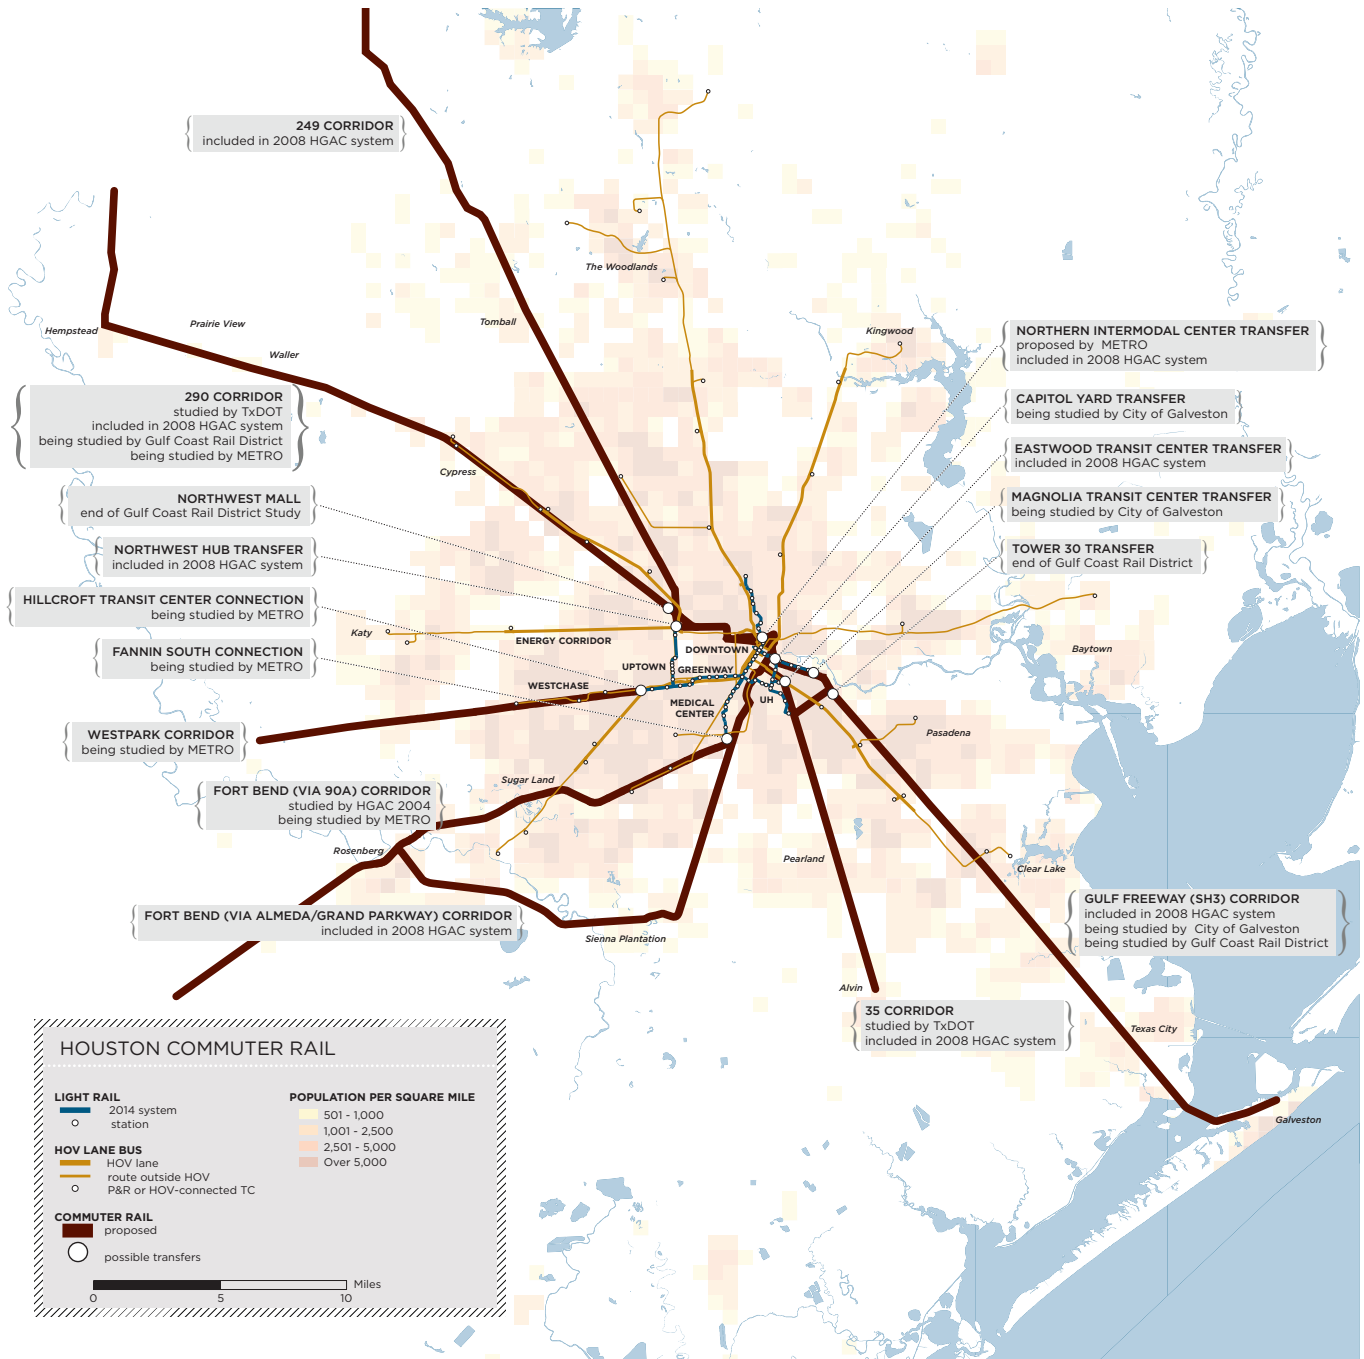 249 CORRIDOR
included in 2008 HGAC system
The Woodlands
Hempstead
Prairie View
Waller
Tomball
Kingwood
NORTHERN INTERMODAL CENTER TRANSFER
proposed by METRO
included in 2008 HGAC system
290 CORRIDOR
studied by TxDOT
included in 2008 HGAC system
being studied by Gulf Coast Rail District
being studied by METRO
CAPITOL YARD TRANSFER
being studied by City of Galveston
EASTWOOD TRANSIT CENTER TRANSFER
included in 2008 HGAC system
Cypress
NORTHWEST MALL
end of Gulf Coast Rail District Study
MAGNOLIA TRANSIT CENTER TRANSFER
being studied by City of Galveston
NORTHWEST HUB TRANSFER
included in 2008 HGAC system
TOWER 30 TRANSFER
end of Gulf Coast Rail District
HILLCROFT TRANSIT CENTER CONNECTION
being studied by METRO
Katy
ENERGY CORRIDOR
DOWNTOWN
Baytown
FANNIN SOUTH CONNECTION
being studied by METRO
UPTOWN
GREENWAY
WESTCHASE
MEDICAL
CENTER
UH
WESTPARK CORRIDOR
being studied by METRO
Pasadena
FORT BEND (VIA 90A) CORRIDOR
studied by HGAC 2004
being studied by METRO
Sugar Land
Rosenberg
Pearland
Clear Lake
FORT BEND (VIA ALMEDA/GRAND PARKWAY) CORRIDOR
included in 2008 HGAC system
Sienna Plantation
GULF FREEWAY (SH3) CORRIDOR
included in 2008 HGAC system
being studied by City of Galveston
being studied by Gulf Coast Rail District
Alvin
35 CORRIDOR
studied by TxDOT
included in 2008 HGAC system
Texas City
Galveston
HOUSTON COMMUTER RAIL
LIGHT RAIL
2014 system
station
HOV LANE BUS
HOV lane
route outside HOV
P&R or HOV-connected TC
COMMUTER RAIL
proposed
possible transfers
POPULATION PER SQUARE MILE
501 - 1,000
1,001 - 2,500
2,501 - 5,000
Over 5,000
Miles
0 5 10